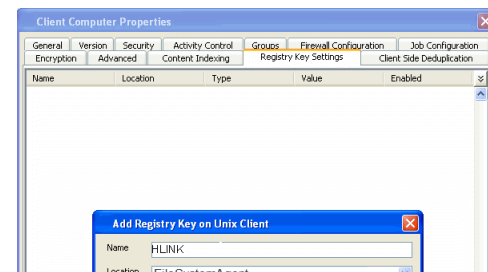 Client Computer Properties
General Version Security Activity Control Groups Firewall Configuration Job Configuration
Encryption Advanced Content Indexing Registry Key Settings Client Side Deduplication
Name Location Type Value Enabled
Add Registry Key on Unix Client
Name HLINK
Location FileSystemAgent